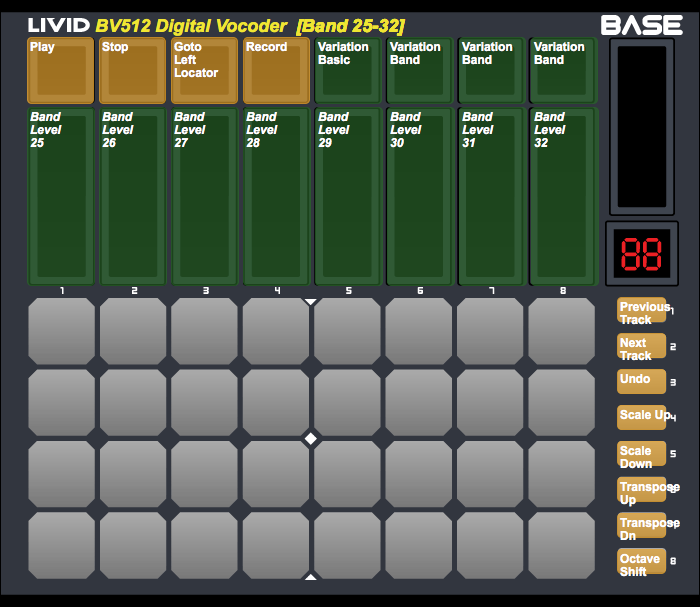 LIVID BV512 Digital Vocoder [Band 25-32] BASE
Play
Stop
Goto
Left
Locator
Record
Variation
Basic
Variation
Band
Variation
Band
Variation
Band
Band
Level
25
Band
Level
26
Band
Level
27
Band
Level
28
Band
Level
29
Band
Level
30
Band
Level
31
Band
Level
32
88
1 2 3 4 5 6 7 8
Previous 1
Track
Next 2
Track
Undo 3
Scale Up 4
Scale 5
Down
Transpose 6
Up
Transpose 7
Dn
Octave 8
Shift